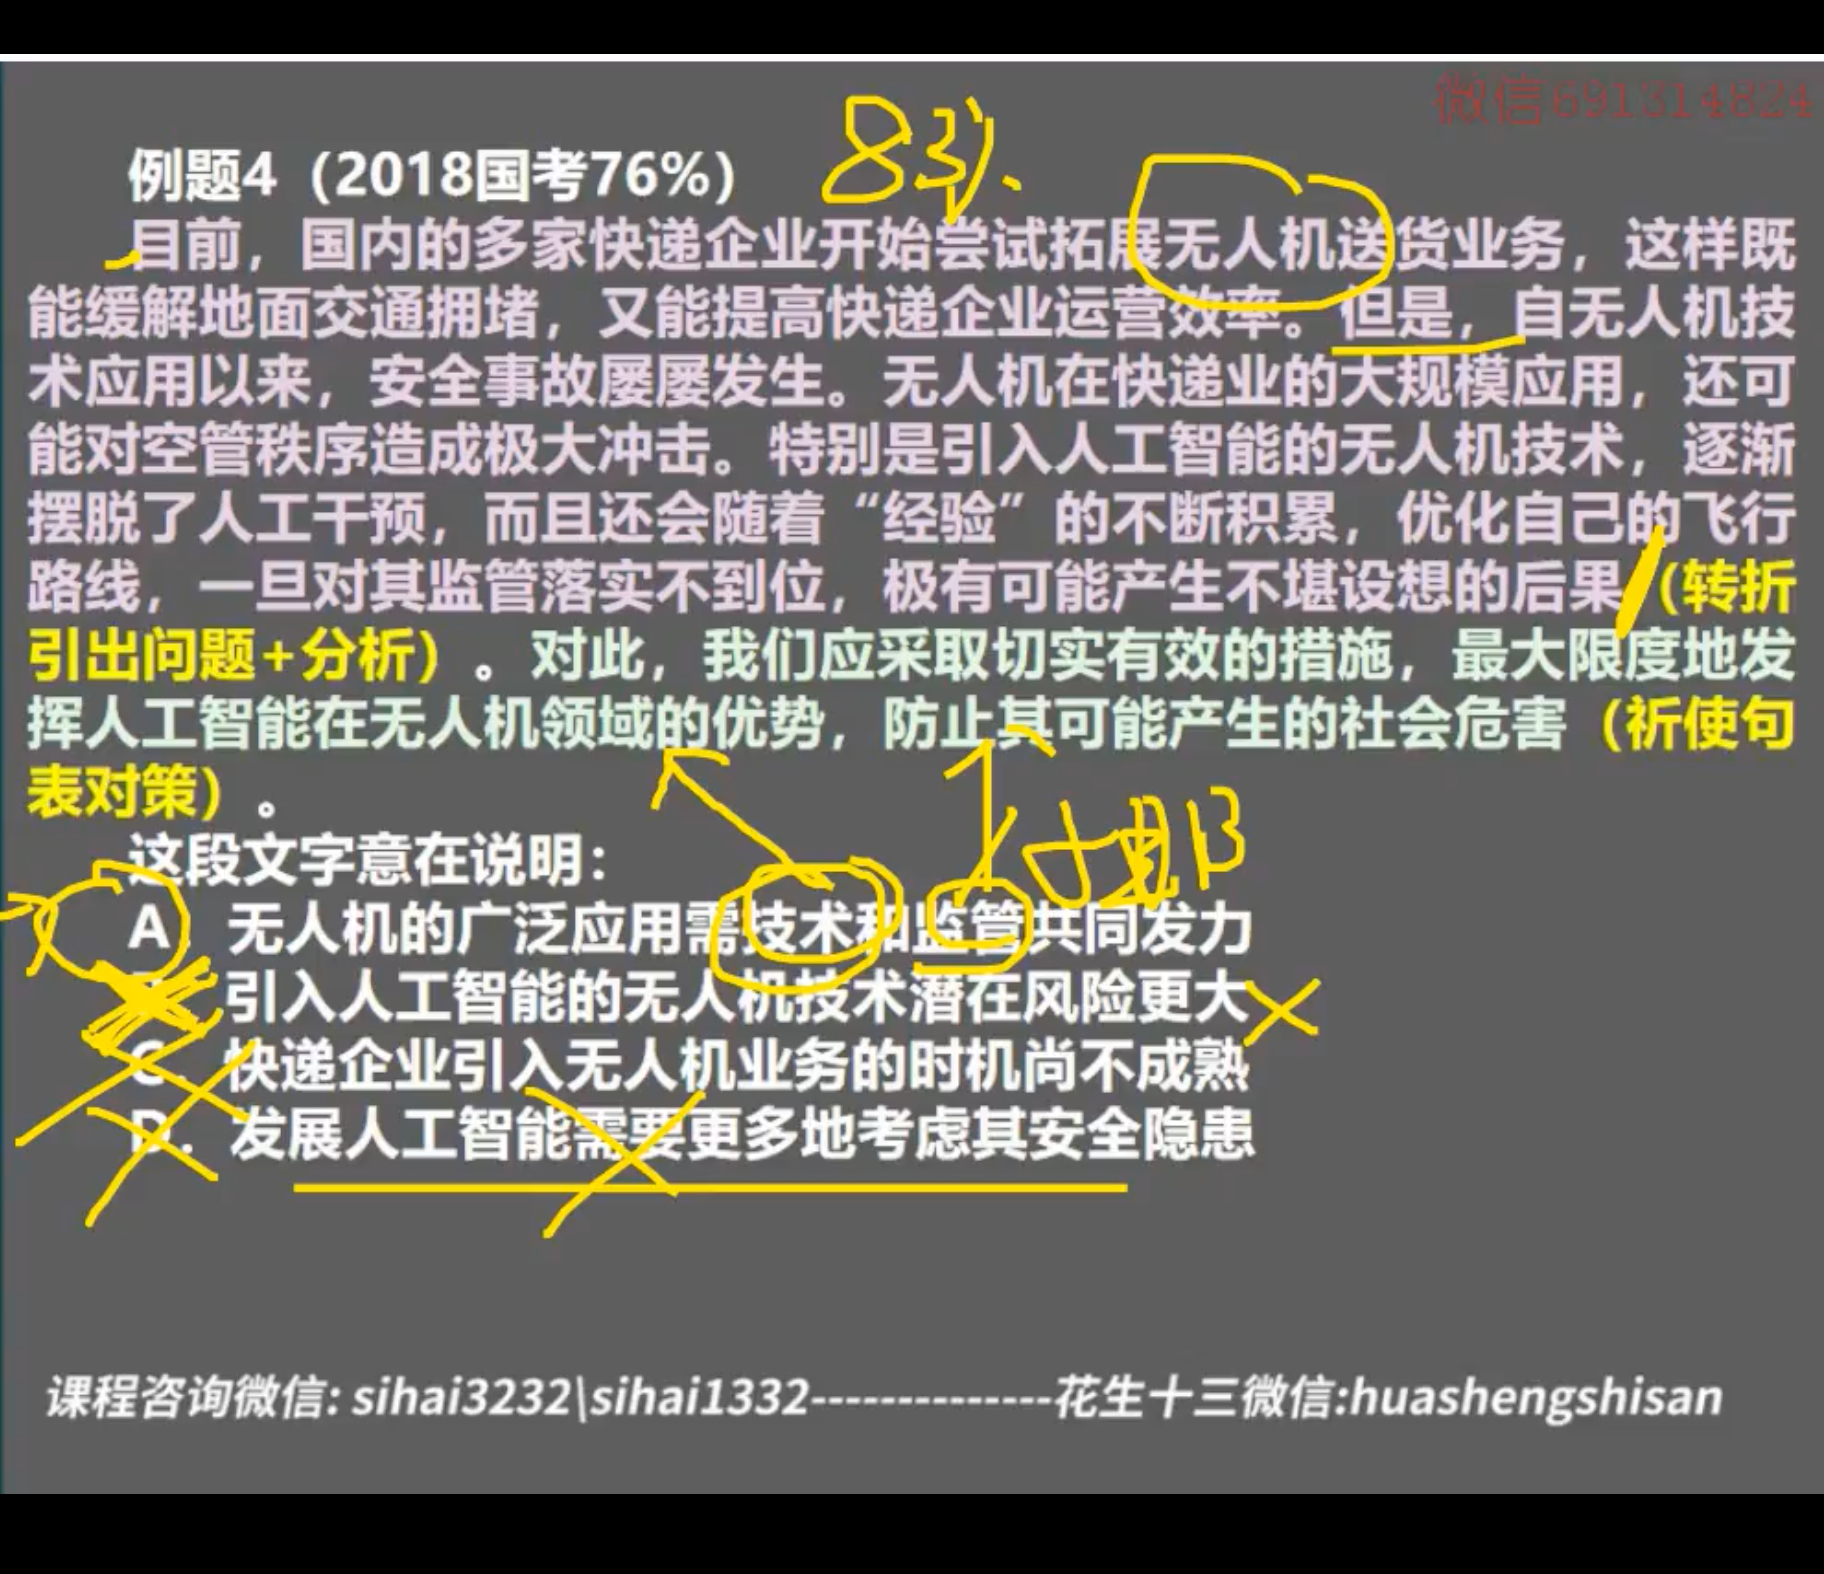 微信691314824
例题4（2018国考76%）
83%
目前，国内的多家快递企业开始尝试拓展无人机送货业务，这样既
能缓解地面交通拥堵，又能提高快递企业运营效率。但是，自无人机技
术应用以来，安全事故屡屡发生。无人机在快递业的大规模应用，还可
能对空管秩序造成极大冲击。特别是引入人工智能的无人机技术，逐渐
摆脱了人工干预，而且还会随着“经验”的不断积累，优化自己的飞行
路线，一旦对其监管落实不到位，极有可能产生不堪设想的后果（转折
引出问题+分析）。对此，我们应采取切实有效的措施，最大限度地发
挥人工智能在无人机领域的优势，防止其可能产生的社会危害（祈使句
表对策）。
这段文字意在说明：
A．无人机的广泛应用需技术和监管共同发力
引入人工智能的无人机技术潜在风险更大
C．快递企业引入无人机业务的时机尚不成熟
D．发展人工智能需要更多地考虑其安全隐患
课程咨询微信: sihai3232\sihai1332--------------花生十三微信:huashengshisan